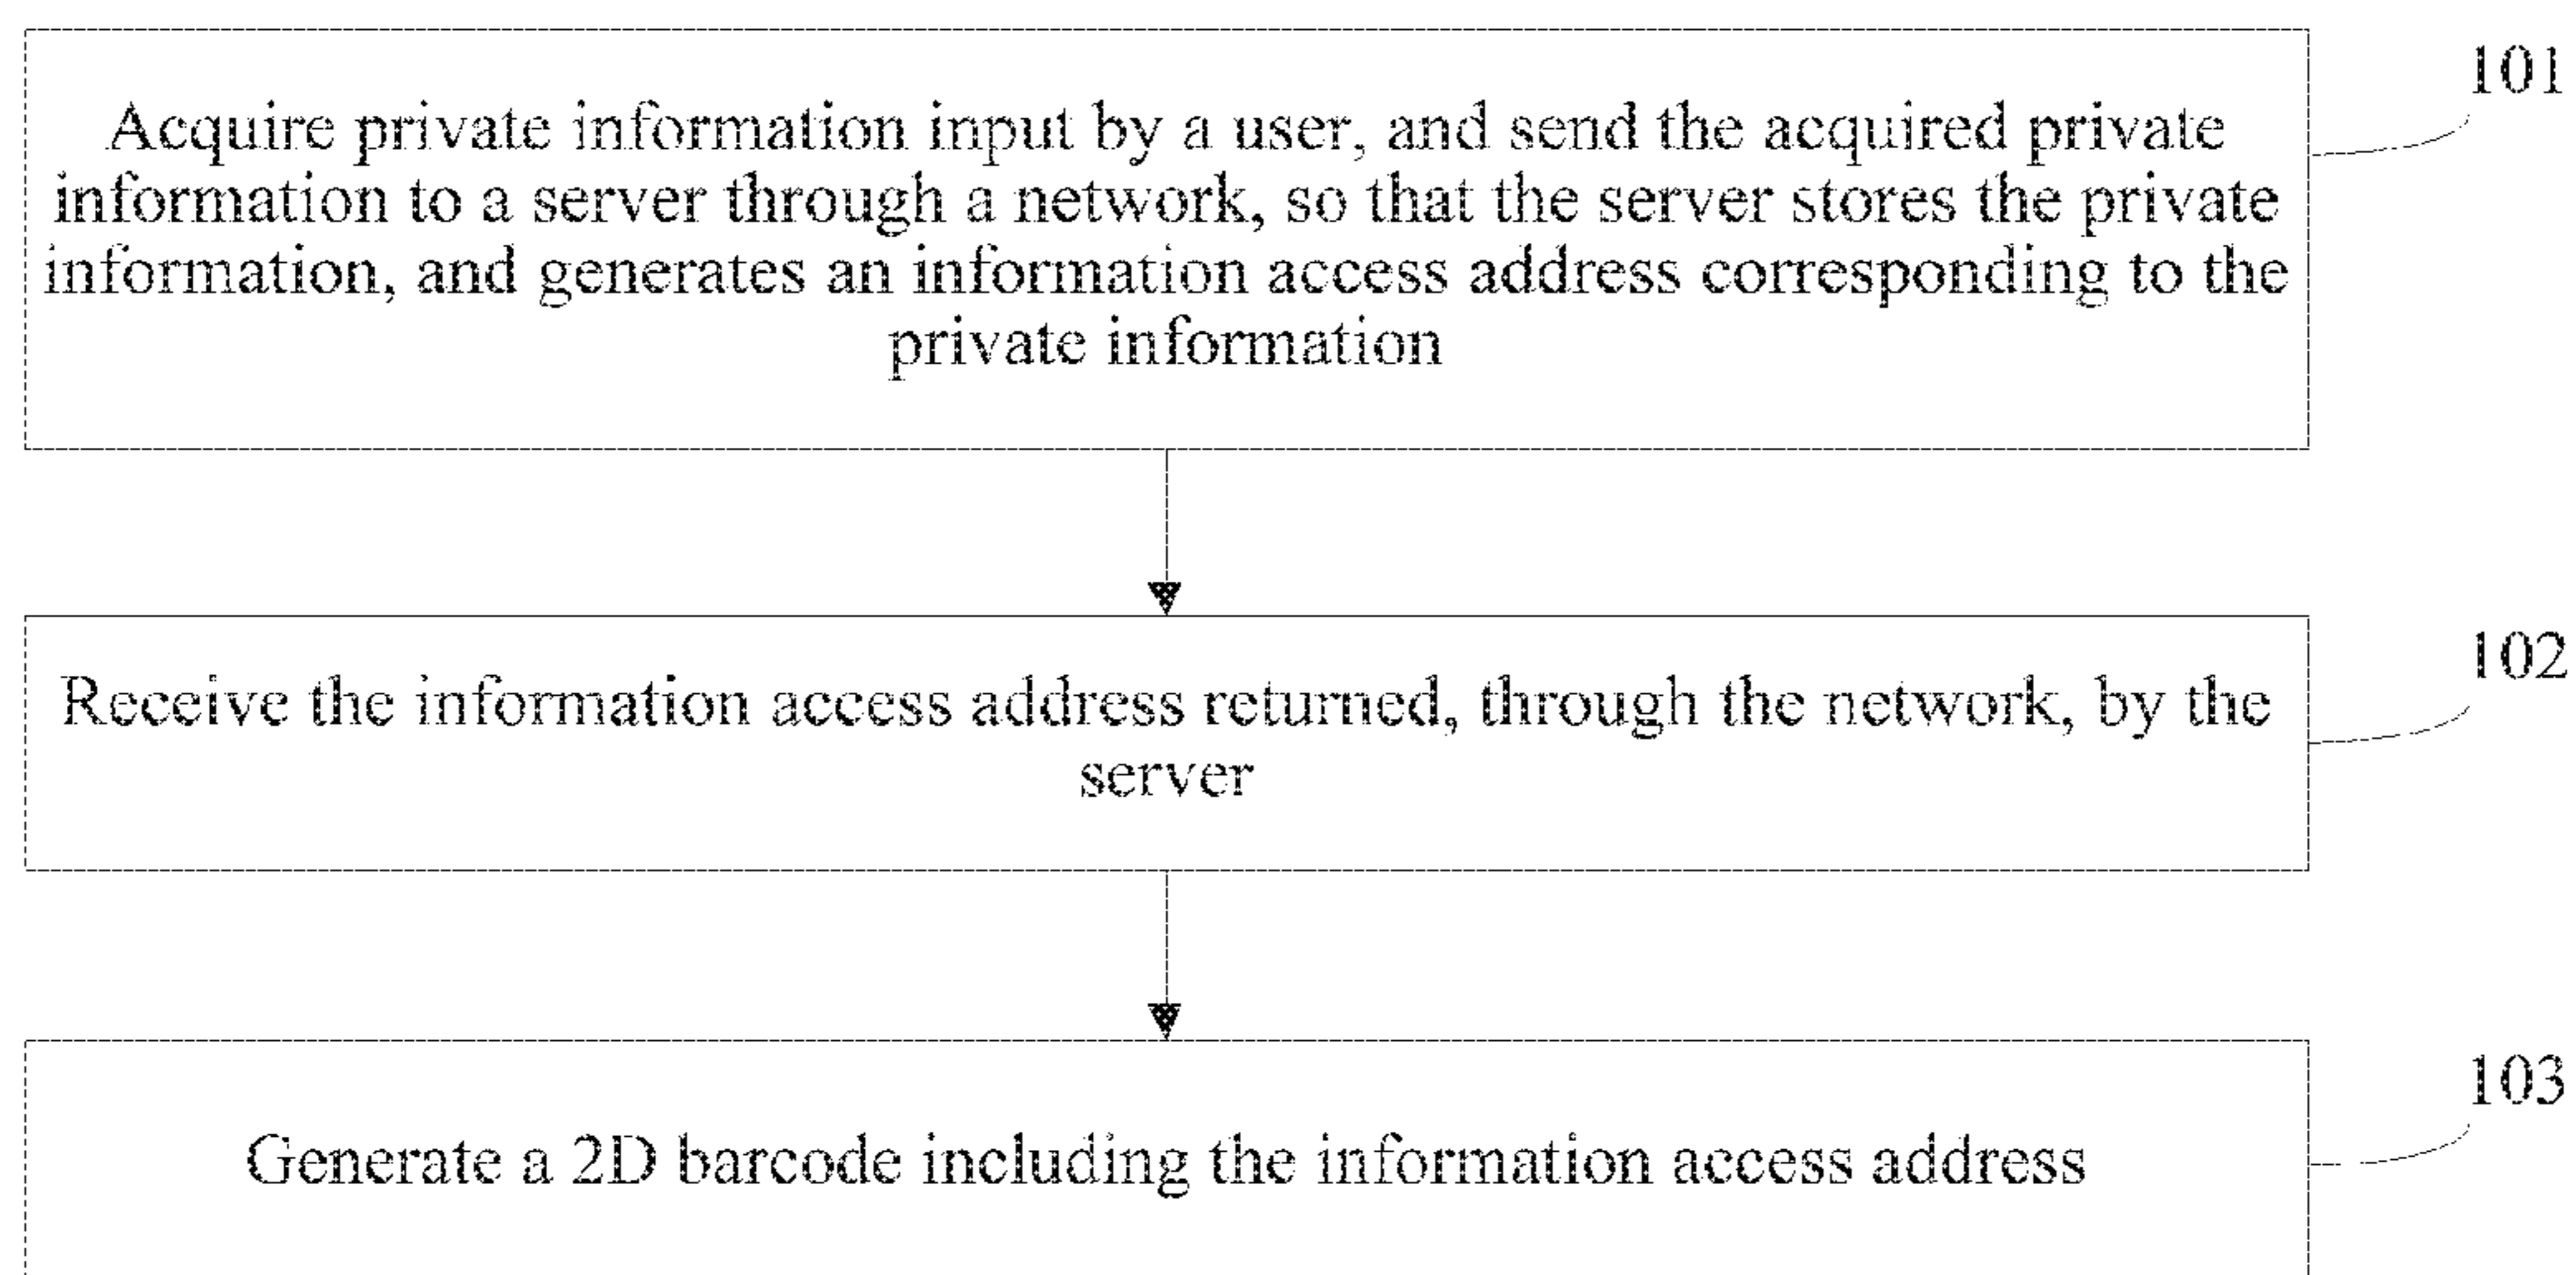 101
Acquire private information input by a user, and send the acquired private
information to a server through a network, so that the server stores the private
information, and generates an information access address corresponding to the
private information
102
Receive the information access address returned, through the network, by the
server
103
Generate a 2D barcode including the information access address